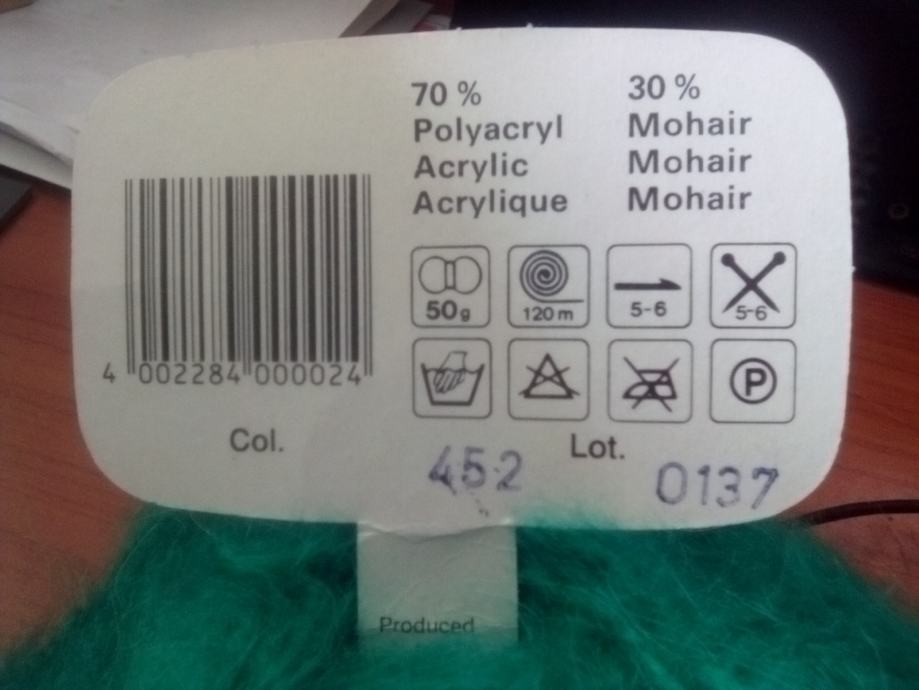 70 %
Polyacryl
Acrylic
Acrylique
30 %
Mohair
Mohair
Mohair
50g
120 m
5-6
5-6
P
4 002284 000024
Col.
452
Lot.
0137
Produced